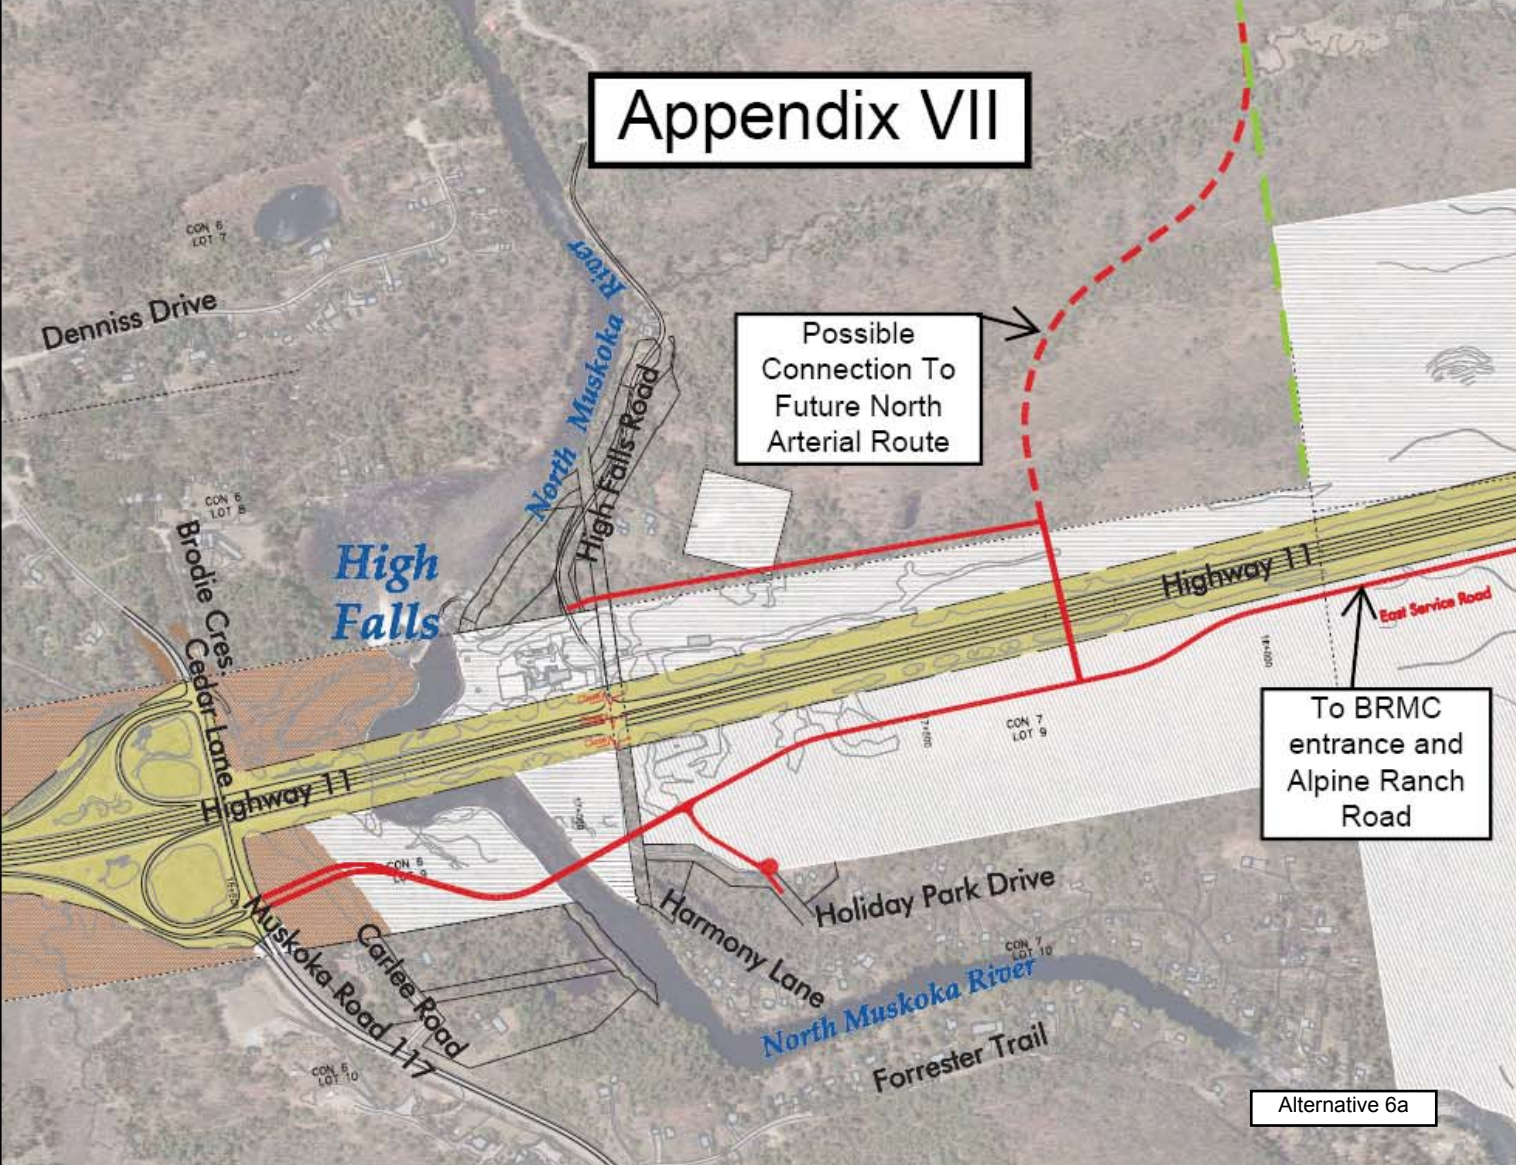 Appendix VII
CON 6
LOT 7
Denniss Drive
North Muskoka River
High Falls Road
Possible
Connection To
Future North
Arterial Route
CON 6
LOT 8
Brodie Cres.
Cedar Lane
High
Falls
Highway 11
East Service Road
18+000
To BRMC
entrance and
Alpine Ranch
Road
CON 7
LOT 9
Highway 11
CON 6
LOT 9
Muskoka Road 117
Carlee Road
Harmony Lane
Holiday Park Drive
CON 7
LOT 10
North Muskoka River
Forrester Trail
CON 6
LOT 10
Alternative 6a